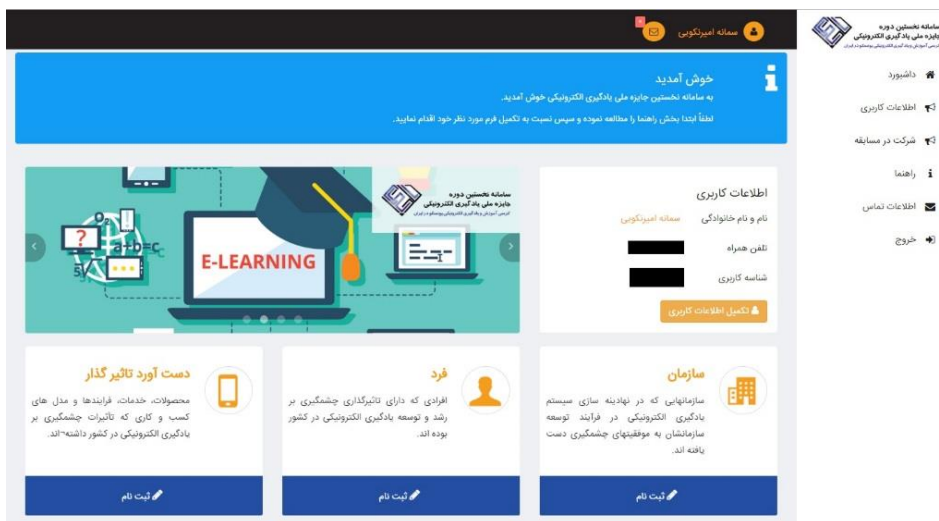 سامانه نخستین دوره
جایزه ملی یادگیری الکترونیکی
داشبورد
اطلاعات کاربری
شرکت در مسابقه
راهنما
اطلاعات تماس
خروج
سمانه امیرنکویی
خوش آمدید
به سامانه نخستین جایزه ملی یادگیری الکترونیکی خوش آمدید.
لطفاً ابتدا بخش راهنما را مطالعه نموده و سپس نسبت به تکمیل فرم مورد نظر خود اقدام نمایید.
اطلاعات کاربری
نام و نام خانوادگی سمانه امیرنکویی
تلفن همراه
شناسه کاربری
تکمیل اطلاعات کاربری
سامانه نخستین دوره
جایزه ملی یادگیری الکترونیکی
?
a+b=c
E-LEARNING
سازمان
سازمانهایی که در نهادینه سازی سیستم
یادگیری الکترونیکی در فرآیند توسعه
سازمانشان به موفقیتهای چشمگیری دست
یافته اند.
ثبت نام
فرد
افرادی که دارای تاثیرگذاری چشمگیری بر
رشد و توسعه یادگیری الکترونیکی در کشور
بوده اند.
ثبت نام
دست آورد تاثیر گذار
محصولات، خدمات، فرایندها و مدل های
کسب و کاری که تأثیرات چشمگیری بر
یادگیری الکترونیکی در کشور داشته¬اند.
ثبت نام